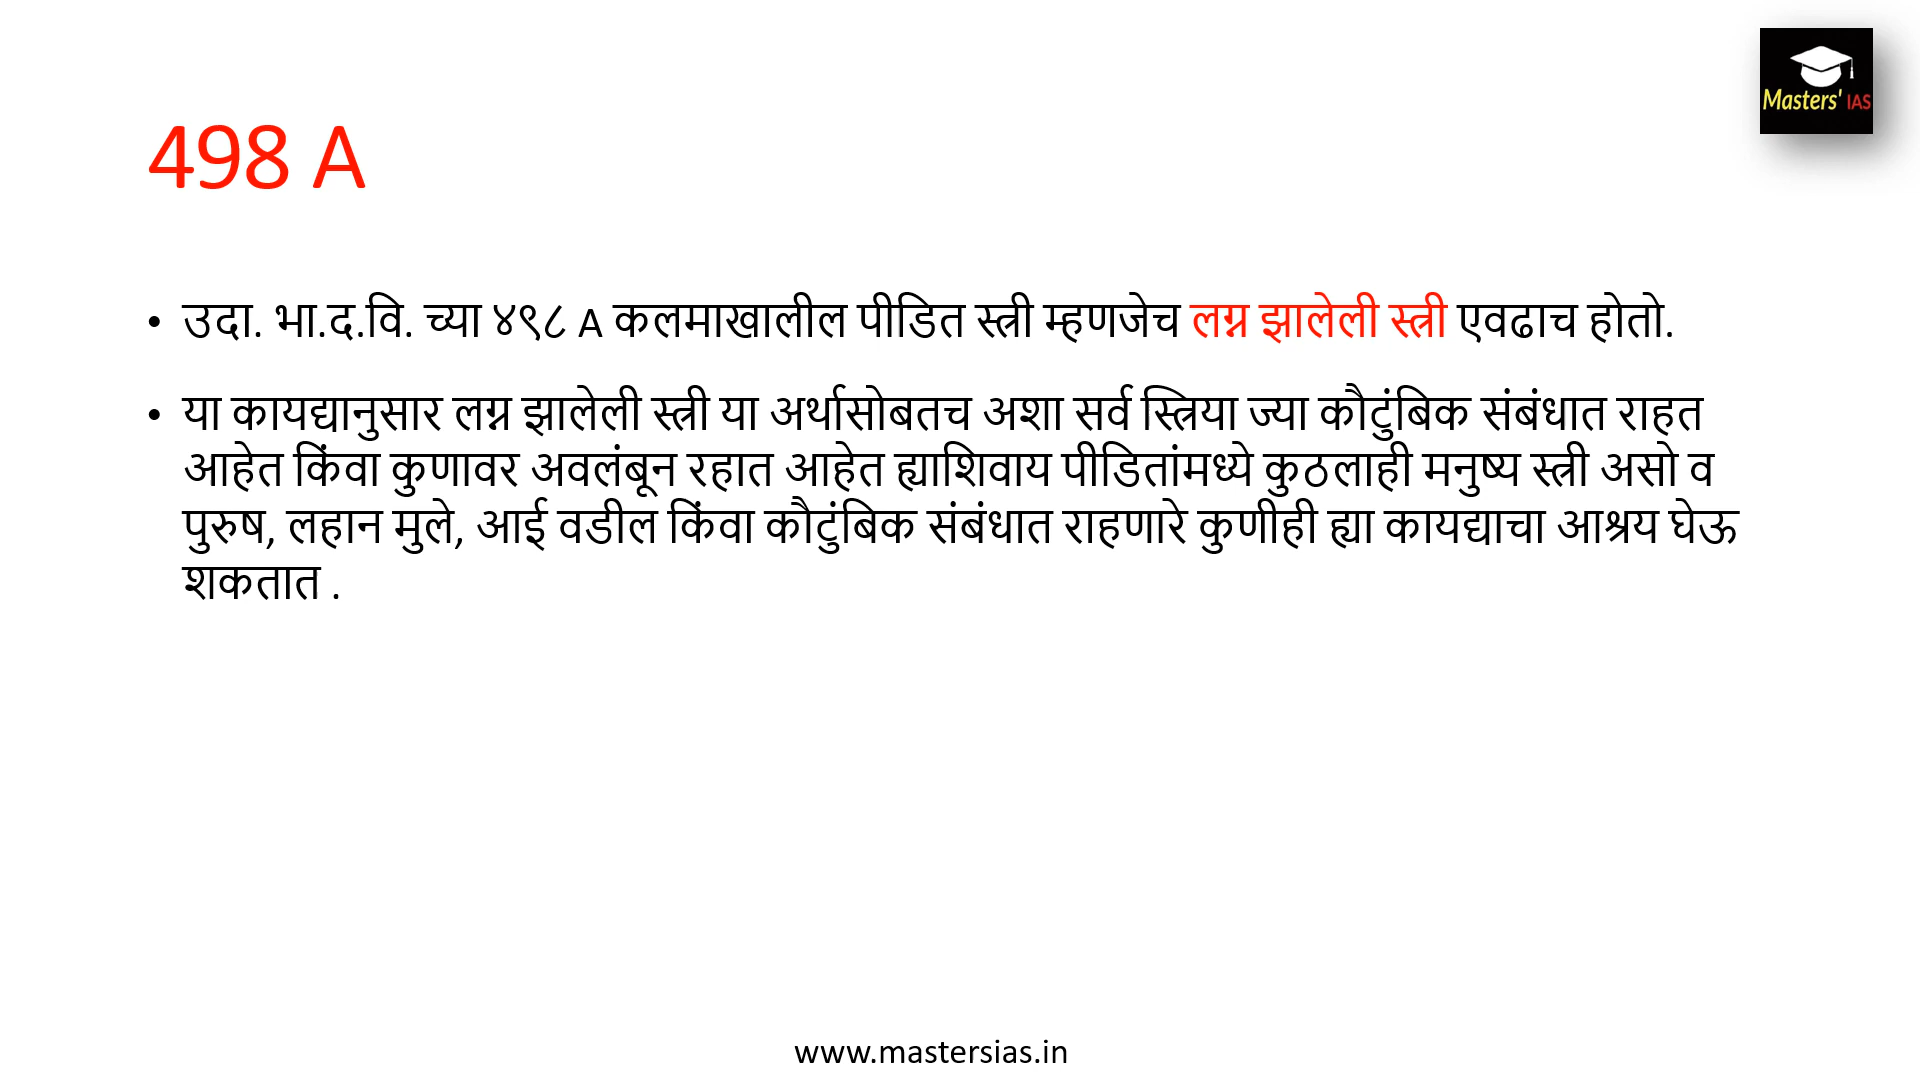 Masters' IAS
498 A
• उदा. भा.द.वि. च्या ४९८ A कलमाखालील पीडित स्त्री म्हणजेच लग्न झालेली स्त्री एवढाच होतो.
• या कायद्यानुसार लग्न झालेली स्त्री या अर्थासोबतच अशा सर्व स्त्रिया ज्या कौटुंबिक संबंधात राहत
आहेत किंवा कुणावर अवलंबून रहात आहेत ह्याशिवाय पीडितांमध्ये कुठलाही मनुष्य स्त्री असो व
पुरुष, लहान मुले, आई वडील किंवा कौटुंबिक संबंधात राहणारे कुणीही ह्या कायद्याचा आश्रय घेऊ
शकतात .
www.mastersias.in